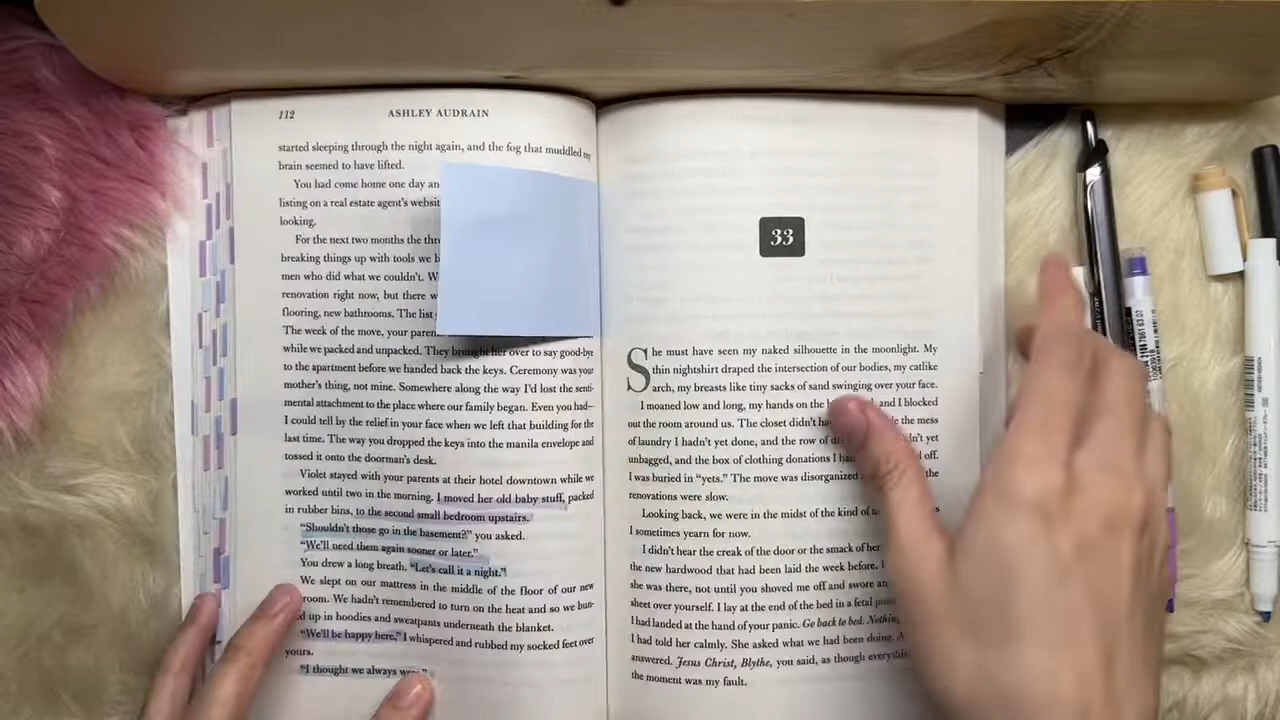 112
ASHLEY AUDRAIN
started sleeping through the night again, and the fog that muddled my
brain seemed to have lifted.
You had come home one day an
listing on a real estate agent's websit
looking.
For the next two months the thr
breaking things up with tools we b
men who did what we couldn't. W
renovation right now, but there w
flooring, new bathrooms. The list
The week of the move, your paren
while we packed and unpacked. They brought her over to say good-bye
to the apartment before we handed back the keys. Ceremony was your
mother's thing, not mine. Somewhere along the way I'd lost the senti-
mental attachment to the place where our family began. Even you had—
I could tell by the relief in your face when we left that building for the
last time. The way you dropped the keys into the manila envelope and
tossed it onto the doorman's desk.
Violet stayed with your parents at their hotel downtown while we
worked until two in the morning. I moved her old baby stuff, packed
in rubber bins, to the second small bedroom upstairs.
"Shouldn't those go in the basement?" you asked.
"We'll need them again sooner or later."
You drew a long breath. "Let's call it a night."
We slept on our mattress in the middle of the floor of our new
room. We hadn't remembered to turn on the heat and so we bun-
d up in hoodies and sweatpants underneath the blanket.
"We'll be happy here," I whispered and rubbed my socked feet over
yours.
"I thought we always
33
She must have seen my naked silhouette in the moonlight. My
thin nightshirt draped the intersection of our bodies, my catlike
arch, my breasts like tiny sacks of sand swinging over your face.
I moaned low and long, my hands on the and I blocked
out the room around us. The closet didn't the mess
of laundry I hadn't yet done, and the row of yet
unbagged, and the box of clothing donations I off.
I was buried in "yets." The move was disorganized the
renovations were slow.
Looking back, we were in the midst of the kind of
I sometimes yearn for now.
I didn't hear the creak of the door or the smack of her
the new hardwood that had been laid the week before. I
she was there, not until you shoved me off and swore
sheet over yourself. I lay at the end of the bed in a fetal
I had landed at the hand of your panic. Go back to bed.
I had told her calmly. She asked what we had been doing.
answered. Jesus Christ, Blythe, you said, as though
the moment was my fault.